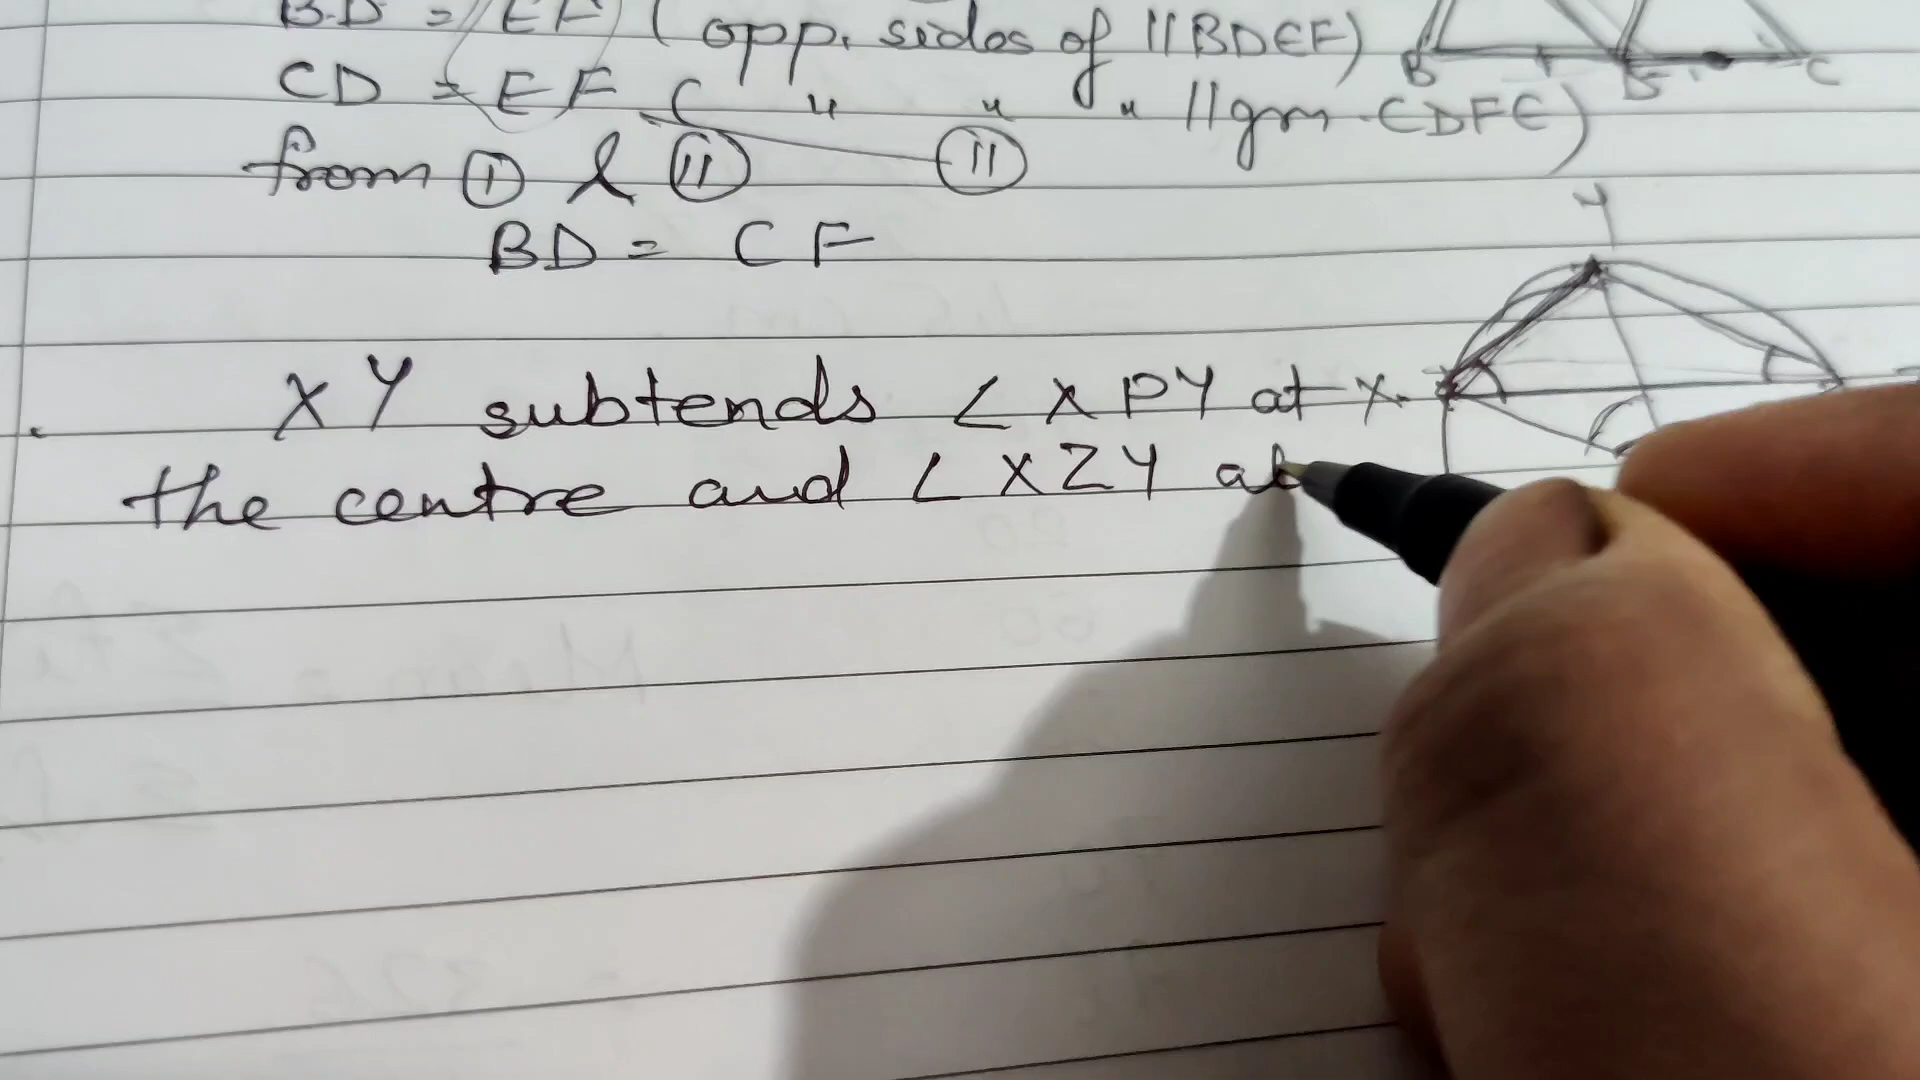 BD = EF ( opp. sides of ||BDEF)
CD = EF ( " " " ||gm CDFE)
from (I) & (II) (II)
BD = CF
XY subtends ∠XPY at X.
the centre and ∠XZY at
B C
Y